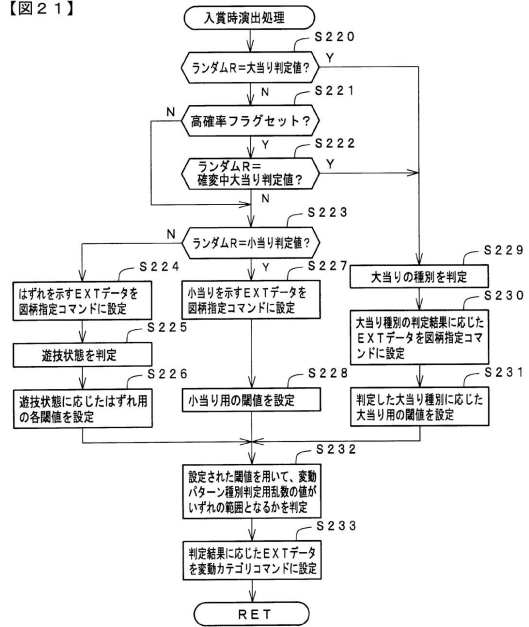 【図２１】
入賞時演出処理
Ｓ２２０
ランダムＲ＝大当り判定値？
Ｙ
Ｎ
Ｓ２２１
高確率フラグセット？
Ｎ
Ｙ
Ｓ２２２
ランダムＲ＝
確変中大当り判定値？
Ｙ
Ｎ
Ｓ２２３
ランダムＲ＝小当り判定値？
Ｎ
Ｙ
Ｓ２２４
はずれを示すＥＸＴデータを
図柄指定コマンドに設定
Ｓ２２５
遊技状態を判定
Ｓ２２６
遊技状態に応じたはずれ用
の各閾値を設定
Ｓ２２７
小当りを示すＥＸＴデータを
図柄指定コマンドに設定
Ｓ２２８
小当り用の閾値を設定
Ｓ２２９
大当りの種別を判定
Ｓ２３０
大当り種別の判定結果に応じた
ＥＸＴデータを図柄指定コマ
ンドに設定
Ｓ２３１
判定した大当り種別に応じた
大当り用の閾値を設定
Ｓ２３２
設定された閾値を用いて、変動
パターン種別判定用乱数の値が
いずれの範囲となるかを判定
Ｓ２３３
判定結果に応じたＥＸＴデータ
を変動カテゴリコマンドに設定
ＲＥＴ